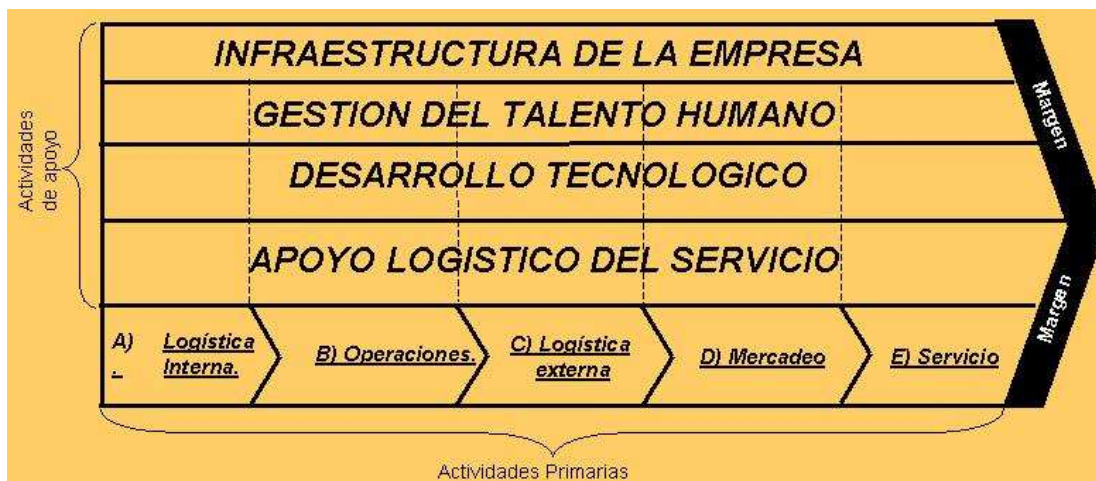 INFRAESTRUCTURA DE LA EMPRESA
GESTION DEL TALENTO HUMANO
DESARROLLO TECNOLOGICO
APOYO LOGISTICO DEL SERVICIO
Actividades
de apoyo
Margen
Margen
A) Logística
. Interna.
B) Operaciones.
C) Logística
externa
D) Mercadeo
E) Servicio
Actividades Primarias